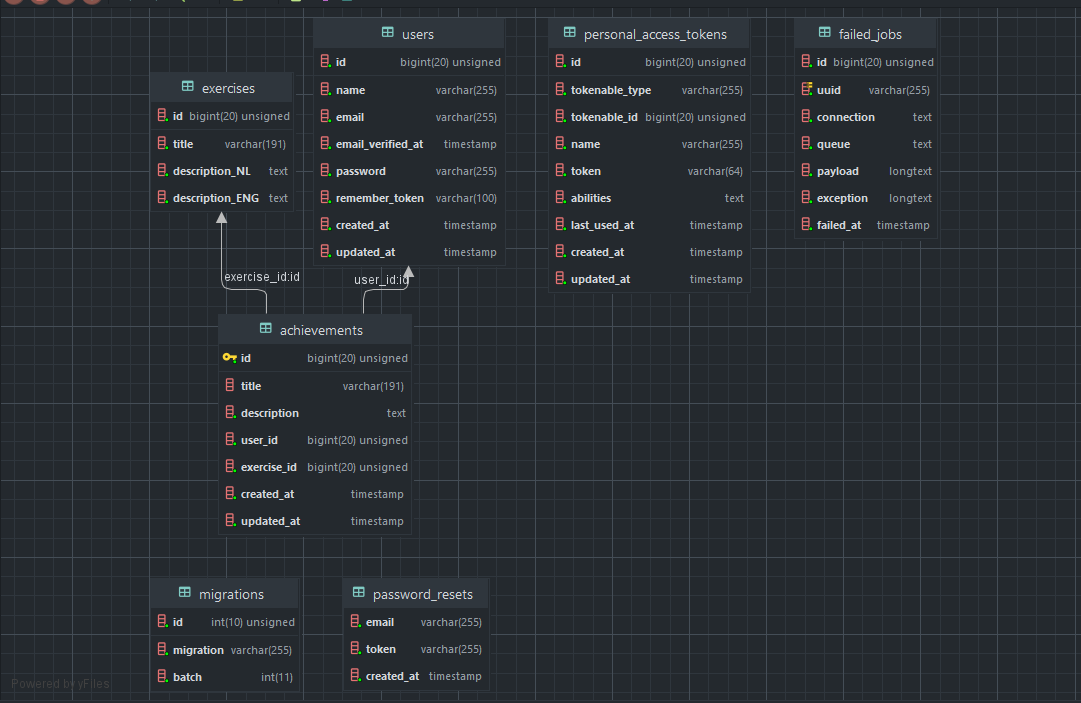 users
id bigint(20) unsigned
name varchar(255)
email varchar(255)
email_verified_at timestamp
password varchar(255)
remember_token varchar(100)
created_at timestamp
updated_at timestamp
personal_access_tokens
id bigint(20) unsigned
tokenable_type varchar(255)
tokenable_id bigint(20) unsigned
name varchar(255)
token varchar(64)
abilities text
last_used_at timestamp
created_at timestamp
updated_at timestamp
failed_jobs
id bigint(20) unsigned
uuid varchar(255)
connection text
queue text
payload longtext
exception longtext
failed_at timestamp
exercises
id bigint(20) unsigned
title varchar(191)
description_NL text
description_ENG text
exercise_id:id
user_id:id
achievements
id bigint(20) unsigned
title varchar(191)
description text
user_id bigint(20) unsigned
exercise_id bigint(20) unsigned
created_at timestamp
updated_at timestamp
migrations
id int(10) unsigned
migration varchar(255)
batch int(11)
password_resets
email varchar(255)
token varchar(255)
created_at timestamp
Powered by yFiles